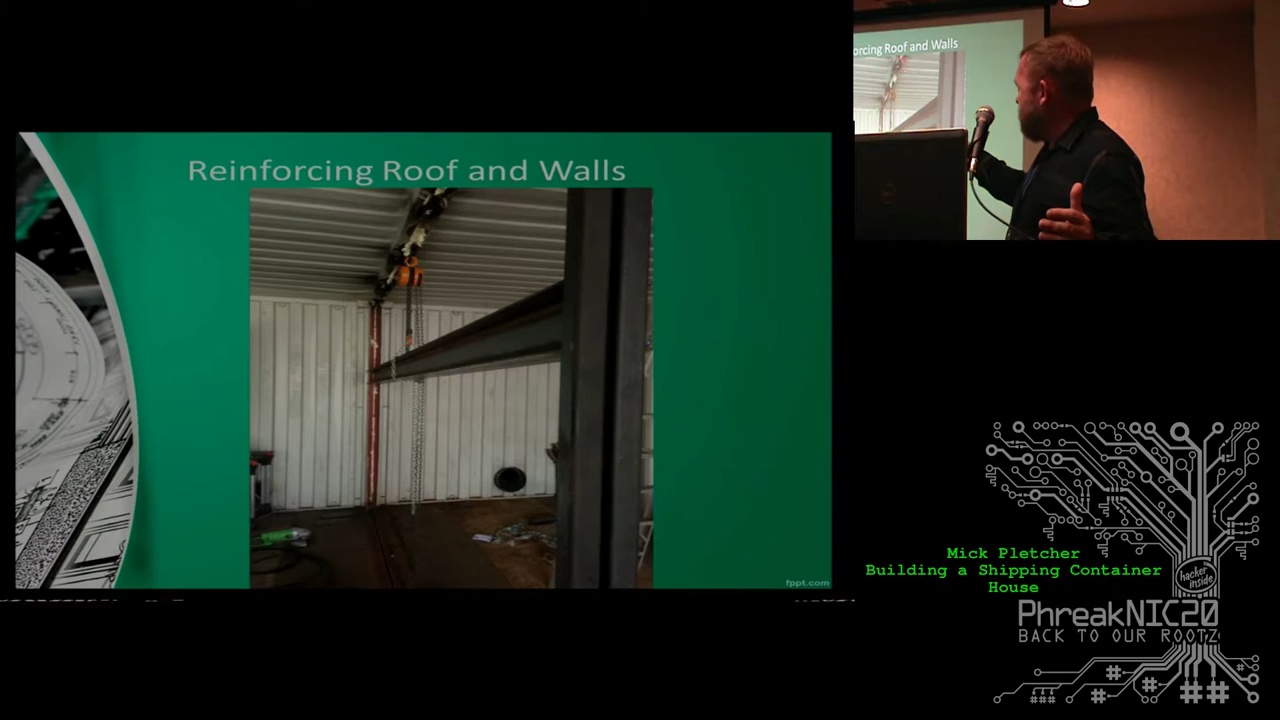 Reinforcing Roof and Walls
fppt.com
orcing Roof and Walls
Mick Pletcher
Building a Shipping Container
House
hacker
inside
PhreakNIC20
BACK TO OUR ROOTZ